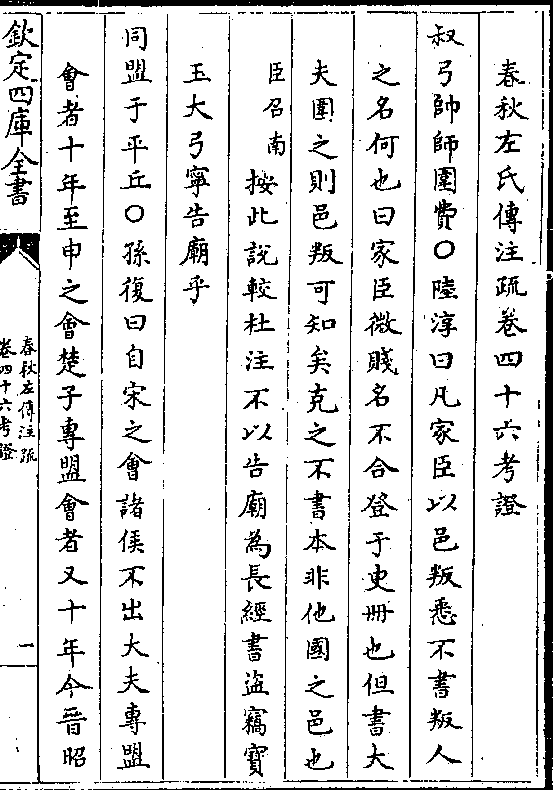 春秋左氏傳注疏卷四十六考證
叔弓帥師圍費○陸淳曰凡家臣以邑叛悉不書叛人
之名何也曰家臣微賤名不合登于史冊也但書大
夫圍之則邑叛可知矣克之不書本非他國之邑也
臣召南按此說較杜注不以告廟為長經書盜竊寶
玉大弓寧告廟乎
同盟于平丘○孫復曰自宋之會諸侯不出大夫專盟
會者十年至申之會楚子專盟會者又十年今晉昭
欽定四庫全書
春秋左傳注疏
卷四十六考證
一